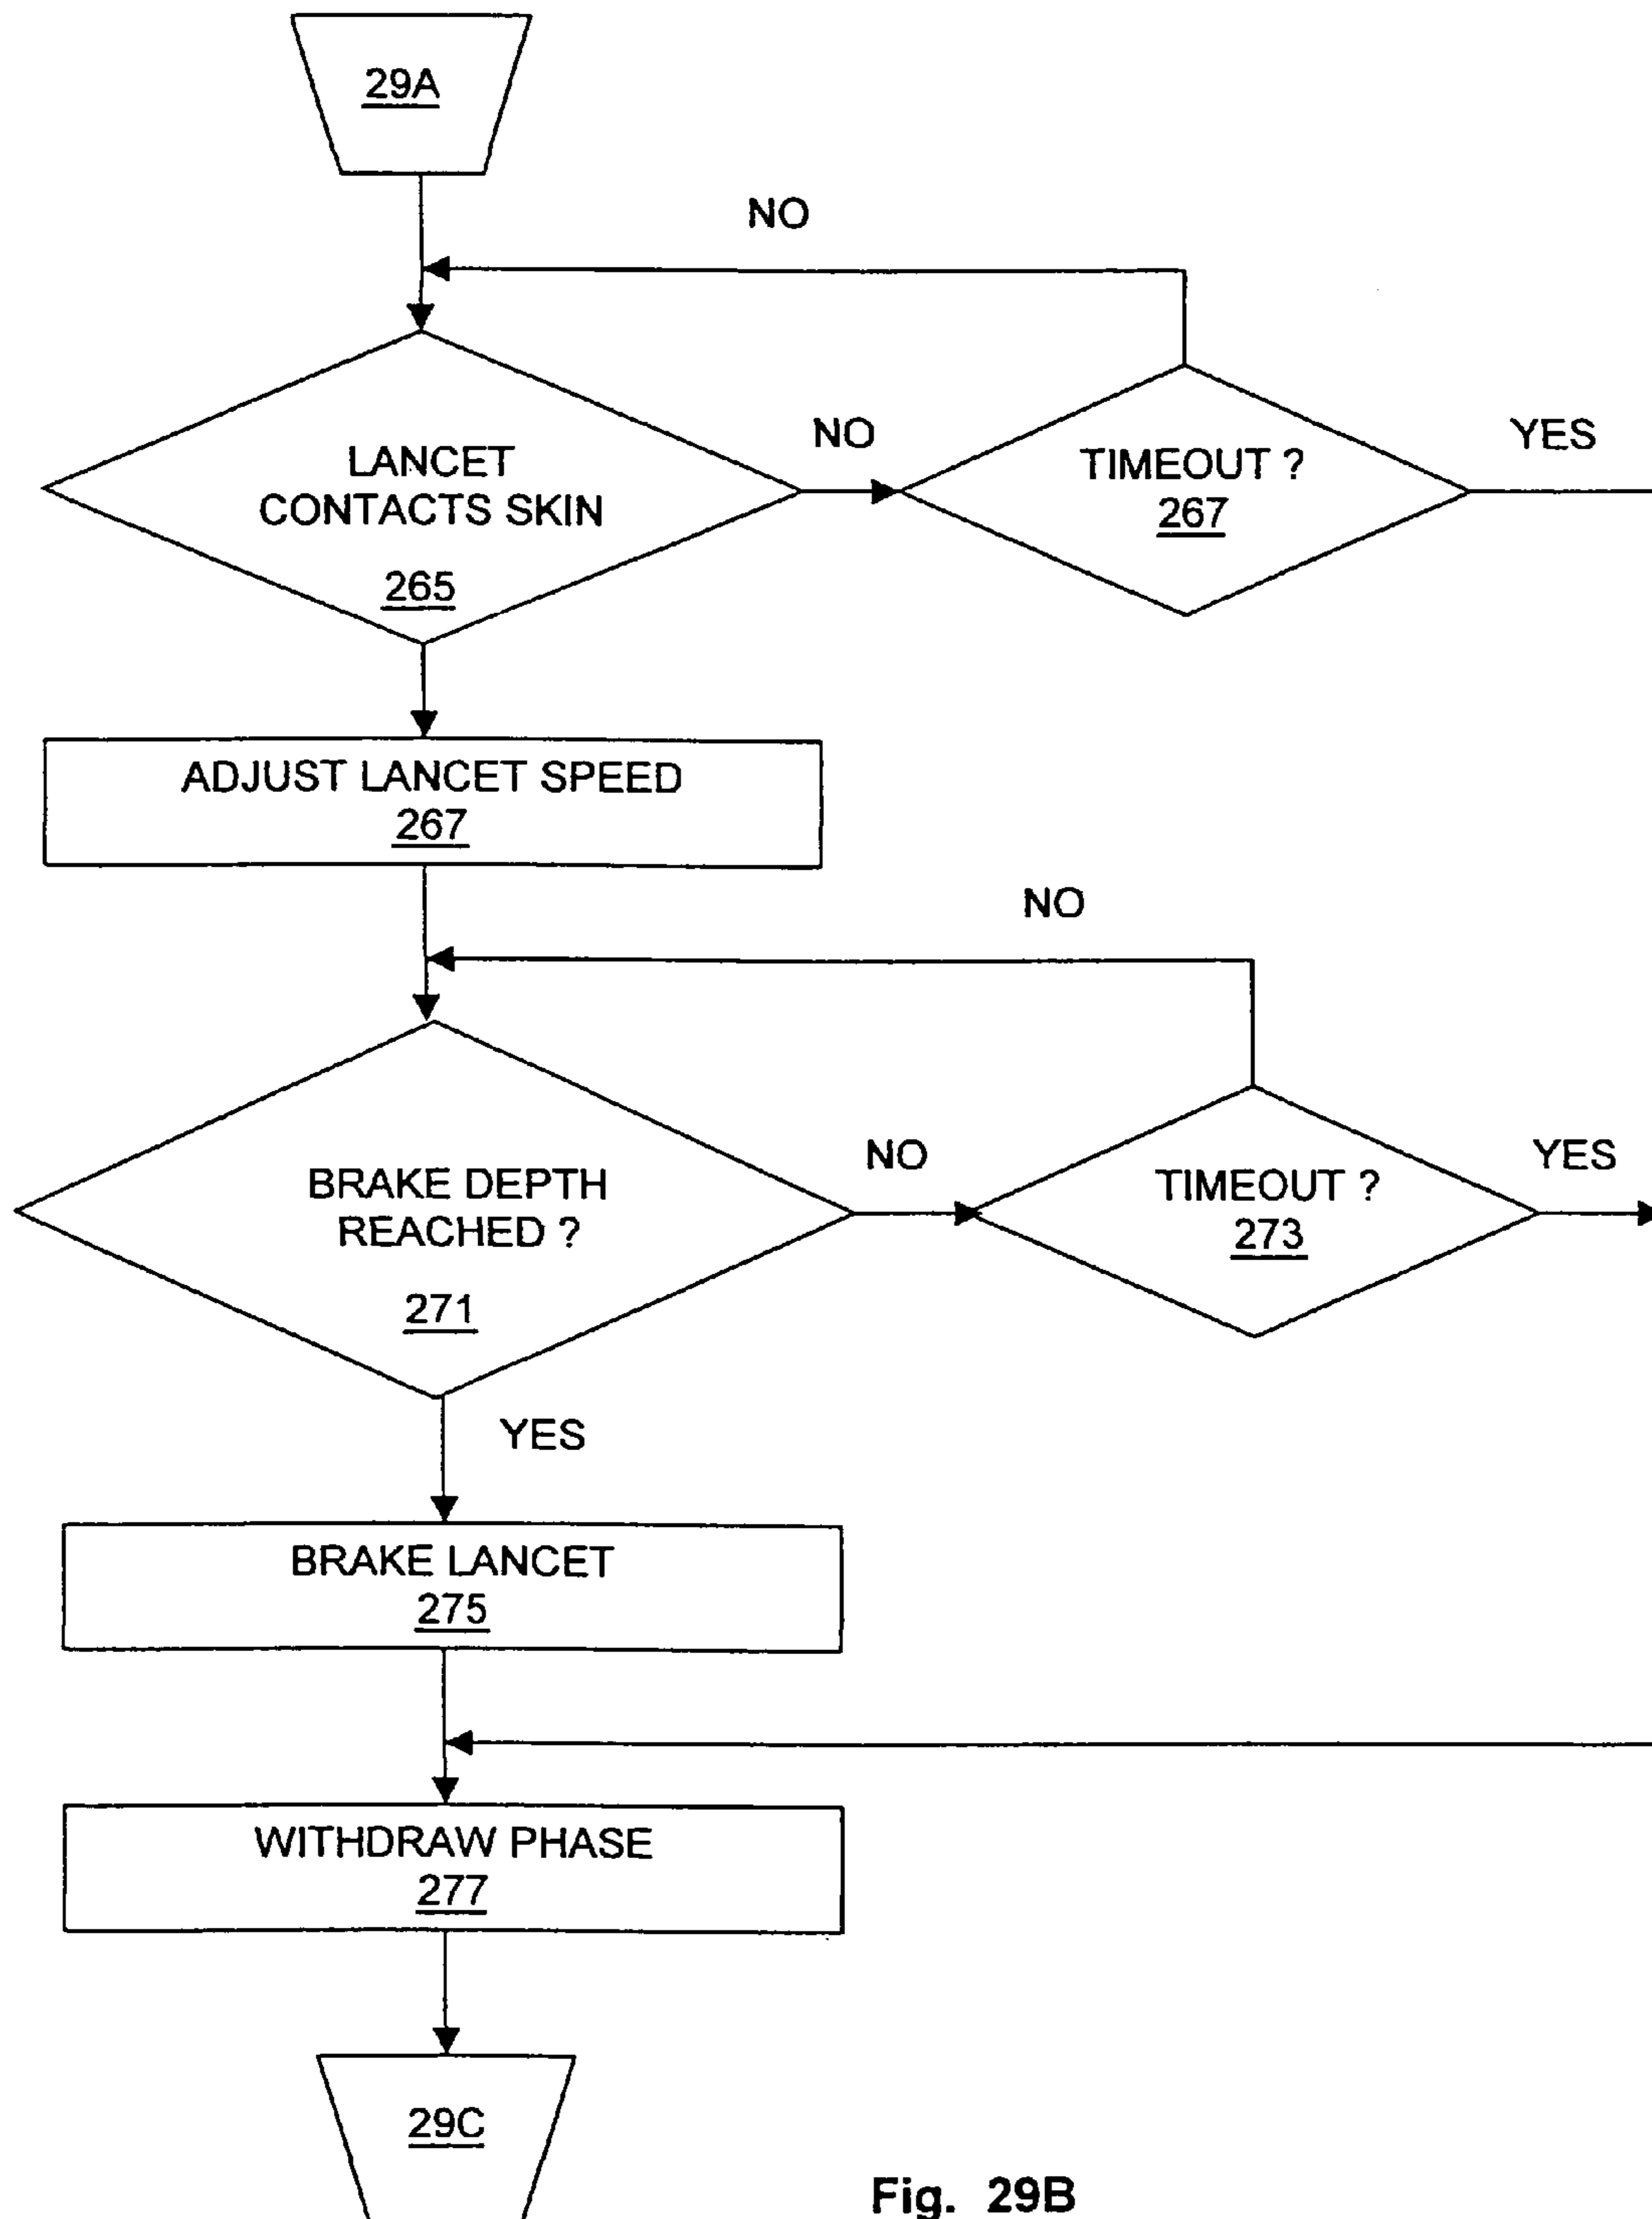 29A
NO
LANCET
CONTACTS SKIN
265
NO
TIMEOUT ?
267
YES
ADJUST LANCET SPEED
267
NO
BRAKE DEPTH
REACHED ?
271
NO
TIMEOUT ?
273
YES
YES
BRAKE LANCET
275
WITHDRAW PHASE
277
29C
Fig. 29B